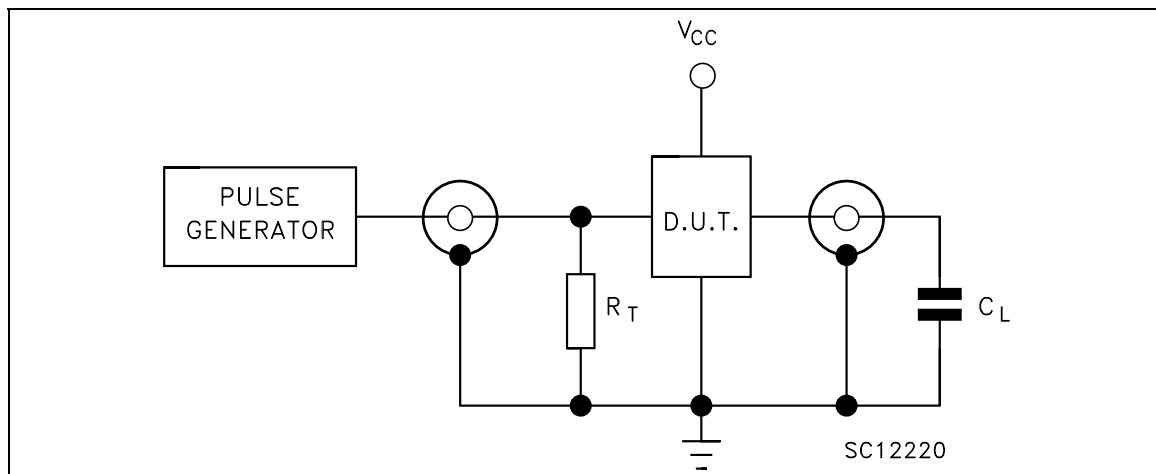 VCC
PULSE
GENERATOR
D.U.T.
RT
CL
SC12220